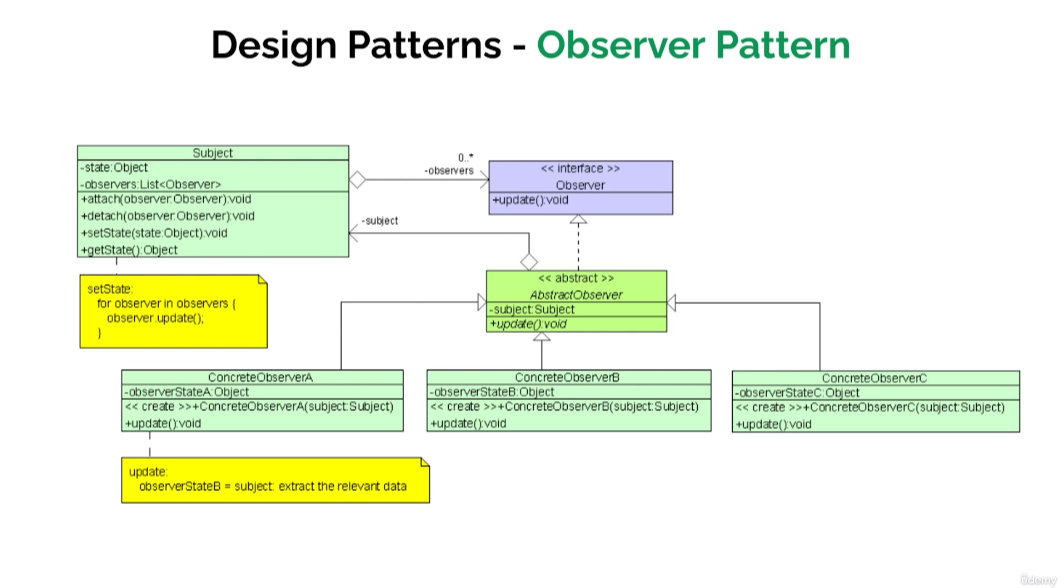 Design Patterns - Observer Pattern
Subject
-state:Object
-observers:List<Observer>
+attach(observer:Observer):void
+detach(observer:Observer):void
+setState(state:Object):void
+getState():Object
0..*
-observers
<< interface >>
Observer
+update():void
-subject
setState:
for observer in observers {
observer.update();
}
<< abstract >>
AbstractObserver
-subject:Subject
+update():void
ConcreteObserverA
-observerStateA:Object
<< create >>+ConcreteObserverA(subject:Subject)
+update():void
ConcreteObserverB
-observerStateB:Object
<< create >>+ConcreteObserverB(subject:Subject)
+update():void
ConcreteObserverC
-observerStateC:Object
<< create >>+ConcreteObserverC(subject:Subject)
+update():void
update:
observerStateB = subject: extract the relevant data
Udemy